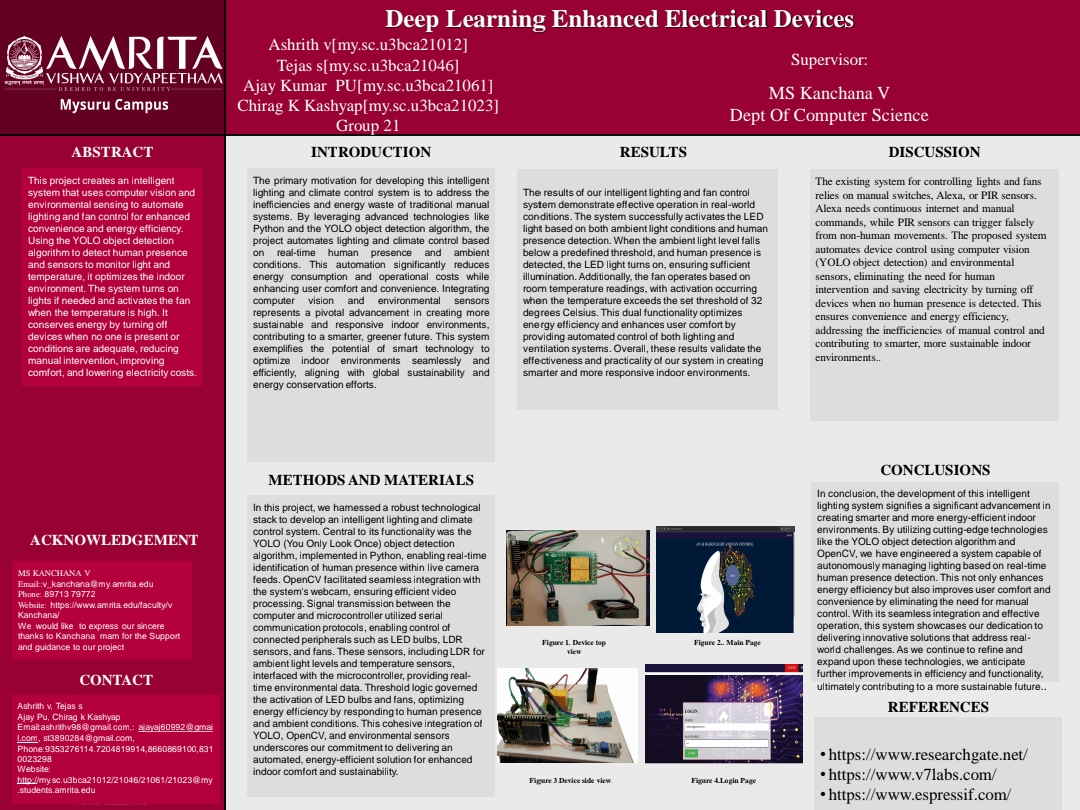 AMRITA
VISHWA VIDYAPEETHAM
DEEMED TO BE UNIVERSITY
Mysuru Campus
Deep Learning Enhanced Electrical Devices
Ashrith v[my.sc.u3bca21012]
Tejas s[my.sc.u3bca21046]
Ajay Kumar PU[my.sc.u3bca21061]
Chirag K Kashyap[my.sc.u3bca21023]
Group 21
Supervisor:
MS Kanchana V
Dept Of Computer Science
ABSTRACT
This project creates an intelligent
system that uses computer vision and
environmental sensing to automate
lighting and fan control for enhanced
convenience and energy efficiency.
Using the YOLO object detection
algorithm to detect human presence
and sensors to monitor light and
temperature, it optimizes the indoor
environment. The system turns on
lights if needed and activates the fan
when the temperature is high. It
conserves energy by turning off
devices when no one is present or
conditions are adequate, reducing
manual intervention, improving
comfort, and lowering electricity costs.
ACKNOWLEDGEMENT
MS KANCHANA V
Email::v_kanchana@my.amrita.edu
Phone: 89713 79772
Website: https://www.amrita.edu/faculty/v
Kanchana/
We would like to express our sincere
thanks to Kanchana mam for the Support
and guidance to our project
CONTACT
Ashrith v, Tejas s
Ajay Pu, Chirag k Kashyap
Email:ashrithv98@gmail.com,: ajayaj60992@gmai
l.com, st3890284@gmail.com,
Phone:9353276114.7204819914,8660869100,831
0023298
Website:
http://my.sc.u3bca21012/21046/21061/21023@my
.students.amrita.edu
INTRODUCTION
The primary motivation for developing this intelligent
lighting and climate control system is to address the
inefficiencies and energy waste of traditional manual
systems. By leveraging advanced technologies like
Python and the YOLO object detection algorithm, the
project automates lighting and climate control based
on real-time human presence and ambient
conditions. This automation significantly reduces
energy consumption and operational costs while
enhancing user comfort and convenience. Integrating
computer vision and environmental sensors
represents a pivotal advancement in creating more
sustainable and responsive indoor environments,
contributing to a smarter, greener future. This system
exemplifies the potential of smart technology to
optimize indoor environments seamlessly and
efficiently, aligning with global sustainability and
energy conservation efforts.
METHODS AND MATERIALS
In this project, we harnessed a robust technological
stack to develop an intelligent lighting and climate
control system. Central to its functionality was the
YOLO (You Only Look Once) object detection
algorithm, implemented in Python, enabling real-time
identification of human presence within live camera
feeds. OpenCV facilitated seamless integration with
the system's webcam, ensuring efficient video
processing. Signal transmission between the
computer and microcontroller utilized serial
communication protocols, enabling control of
connected peripherals such as LED bulbs, LDR
sensors, and fans. These sensors, including LDR for
ambient light levels and temperature sensors,
interfaced with the microcontroller, providing real-
time environmental data. Threshold logic governed
the activation of LED bulbs and fans, optimizing
energy efficiency by responding to human presence
and ambient conditions. This cohesive integration of
YOLO, OpenCV, and environmental sensors
underscores our commitment to delivering an
automated, energy-efficient solution for enhanced
indoor comfort and sustainability.
RESULTS
The results of our intelligent lighting and fan control
system demonstrate effective operation in real-world
conditions. The system successfully activates the LED
light based on both ambient light conditions and human
presence detection. When the ambient light level falls
below a predefined threshold, and human presence is
detected, the LED light turns on, ensuring sufficient
illumination. Additionally, the fan operates based on
room temperature readings, with activation occurring
when the temperature exceeds the set threshold of 32
degrees Celsius. This dual functionality optimizes
energy efficiency and enhances user comfort by
providing automated control of both lighting and
ventilation systems. Overall, these results validate the
effectiveness and practicality of our system in creating
smarter and more responsive indoor environments.
Figure 1. Device top
view
Figure 2.. Main Page
LOGIN
Figure 3.Device side view.
Figure 4.Login Page
DISCUSSION
The existing system for controlling lights and fans
relies on manual switches, Alexa, or PIR sensors.
Alexa needs continuous internet and manual
commands, while PIR sensors can trigger falsely
from non-human movements. The proposed system
automates device control using computer vision
(YOLO object detection) and environmental
sensors, eliminating the need for human
intervention and saving electricity by turning off
devices when no human presence is detected. This
ensures convenience and energy efficiency,
addressing the inefficiencies of manual control and
contributing to smarter, more sustainable indoor
environments..
CONCLUSIONS
In conclusion, the development of this intelligent
lighting system signifies a significant advancement in
creating smarter and more energy-efficient indoor
environments. By utilizing cutting-edge technologies
like the YOLO object detection algorithm and
OpenCV, we have engineered a system capable of
autonomously managing lighting based on real-time
human presence detection. This not only enhances
energy efficiency but also improves user comfort and
convenience by eliminating the need for manual
control. With its seamless integration and effective
operation, this system showcases our dedication to
delivering innovative solutions that address real-
world challenges. As we continue to refine and
expand upon these technologies, we anticipate
further improvements in efficiency and functionality,
ultimately contributing to a more sustainable future..
REFERENCES
•https://www.researchgate.net/
•https://www.v7labs.com/
•https://www.espressif.com/